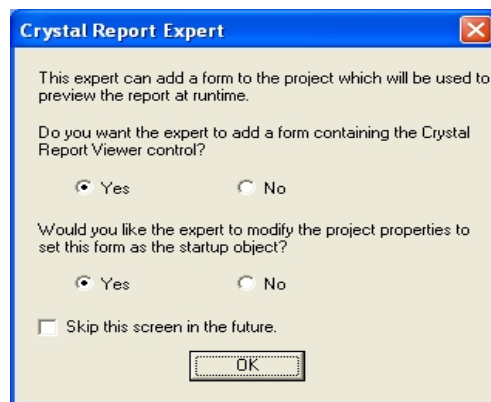 Crystal Report Expert
This expert can add a form to the project which will be used to
preview the report at runtime.
Do you want the expert to add a form containing the Crystal
Report Viewer control?
Yes No
Would you like the expert to modify the project properties to
set this form as the startup object?
Yes No
Skip this screen in the future.
OK